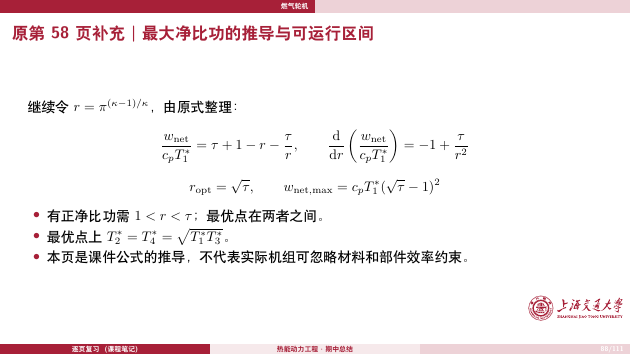 燃气轮机
原第 58 页补充 | 最大净比功的推导与可运行区间
继续令 r = π^{(κ−1)/κ}，由原式整理：
w_net / (c_p T_1^*) = τ + 1 − r − τ/r,  d/dr (w_net / (c_p T_1^*)) = −1 + τ/r^2
r_opt = √τ,  w_net,max = c_p T_1^* (√τ − 1)^2
• 有正净比功需 1 < r < τ；最优点在两者之间。
• 最优点上 T_2^* = T_4^* = √(T_1^* T_3^*)。
• 本页是课件公式的推导，不代表实际机组可忽略材料和部件效率约束。
上海交通大学
SHANGHAI JIAO TONG UNIVERSITY
逐页复习（课程笔记） 热能动力工程 · 期中总结